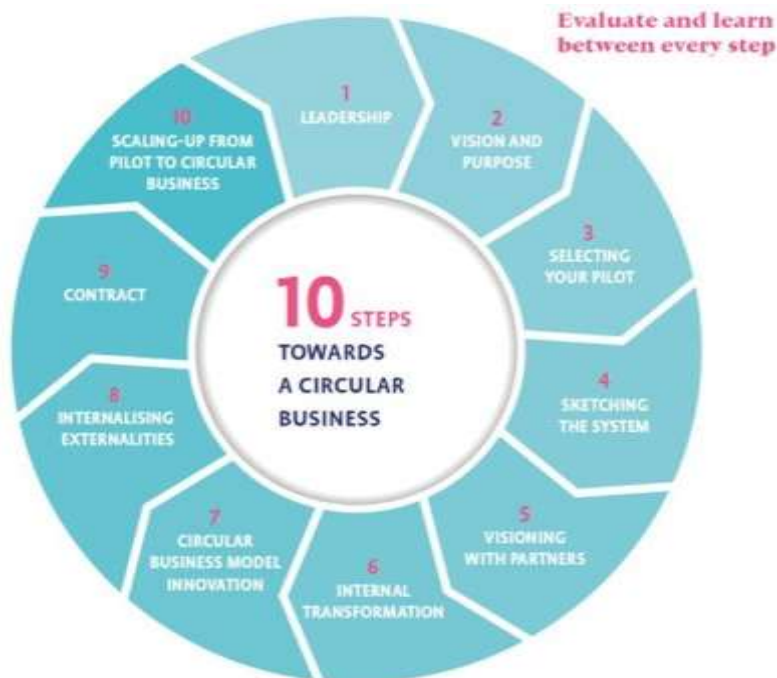 Evaluate and learn
between every step
1
LEADERSHIP
2
VISION AND
PURPOSE
3
SELECTING
YOUR PILOT
4
SKETCHING
THE SYSTEM
5
VISIONING
WITH PARTNERS
6
INTERNAL
TRANSFORMATION
7
CIRCULAR
BUSINESS MODEL
INNOVATION
8
INTERNALISING
EXTERNALITIES
9
CONTRACT
10
SCALING-UP FROM
PILOT TO CIRCULAR
BUSINESS
10 STEPS
TOWARDS
A CIRCULAR
BUSINESS